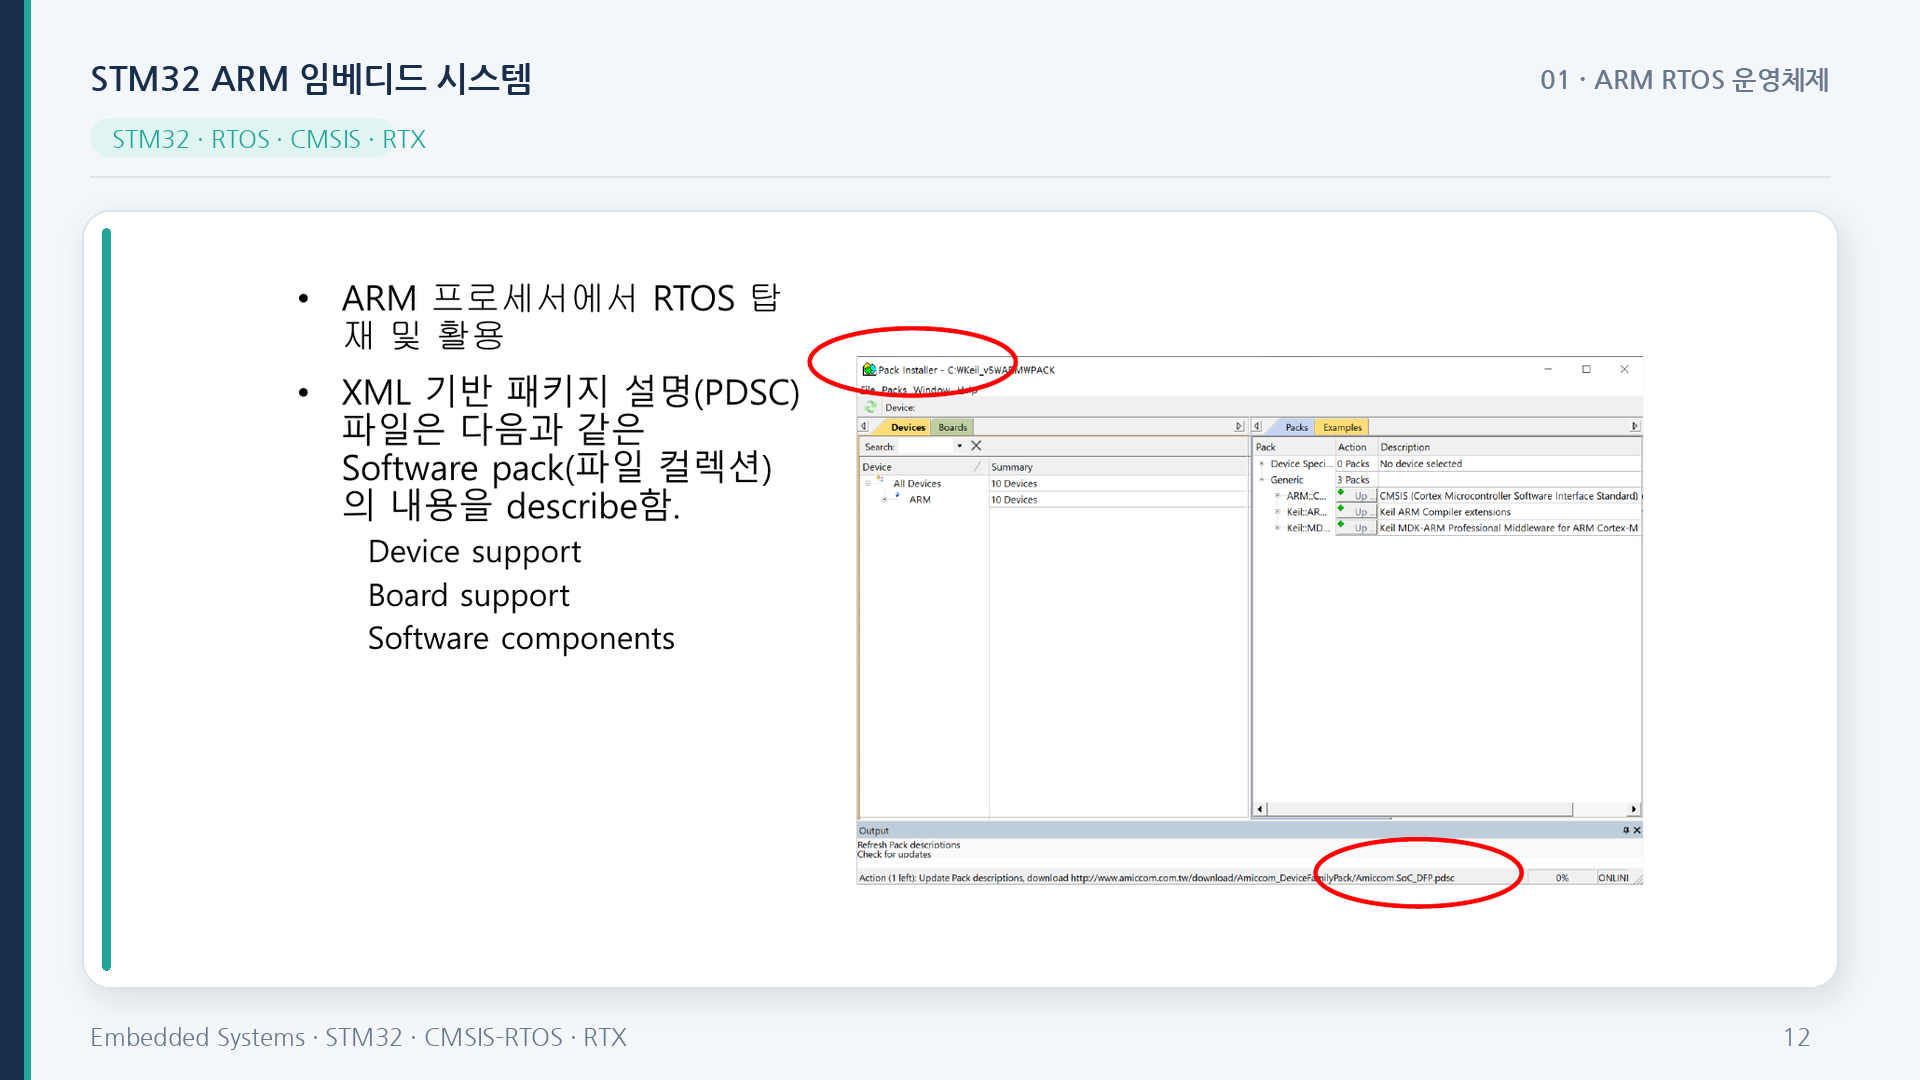 STM32 ARM 임베디드 시스템
01 · ARM RTOS 운영체제
STM32 · RTOS · CMSIS · RTX
• ARM 프로세서에서 RTOS 탑
재 및 활용
• XML 기반 패키지 설명(PDSC)
파일은 다음과 같은
Software pack(파일 컬렉션)
의 내용을 describe함.
Device support
Board support
Software components
Pack Installer - C:₩Keil_v5₩ARM₩PACK
File Packs Window Help
Device:
Devices Boards
Search:
Device Summary
All Devices 10 Devices
ARM 10 Devices
Packs Examples
Pack Action Description
Device Speci... 0 Packs No device selected
Generic 3 Packs
ARM::C... Up... CMSIS (Cortex Microcontroller Software Interface Standard)
Keil::AR... Up... Keil ARM Compiler extensions
Keil::MD... Up... Keil MDK-ARM Professional Middleware for ARM Cortex-M
Output
Refresh Pack descriptions
Check for updates
Action (1 left): Update Pack descriptions, download http://www.amiccom.com.tw/download/Amiccom_DeviceFamilyPack/Amiccom.SoC_DFP.pdsc 0% ONLINI
Embedded Systems · STM32 · CMSIS-RTOS · RTX
12